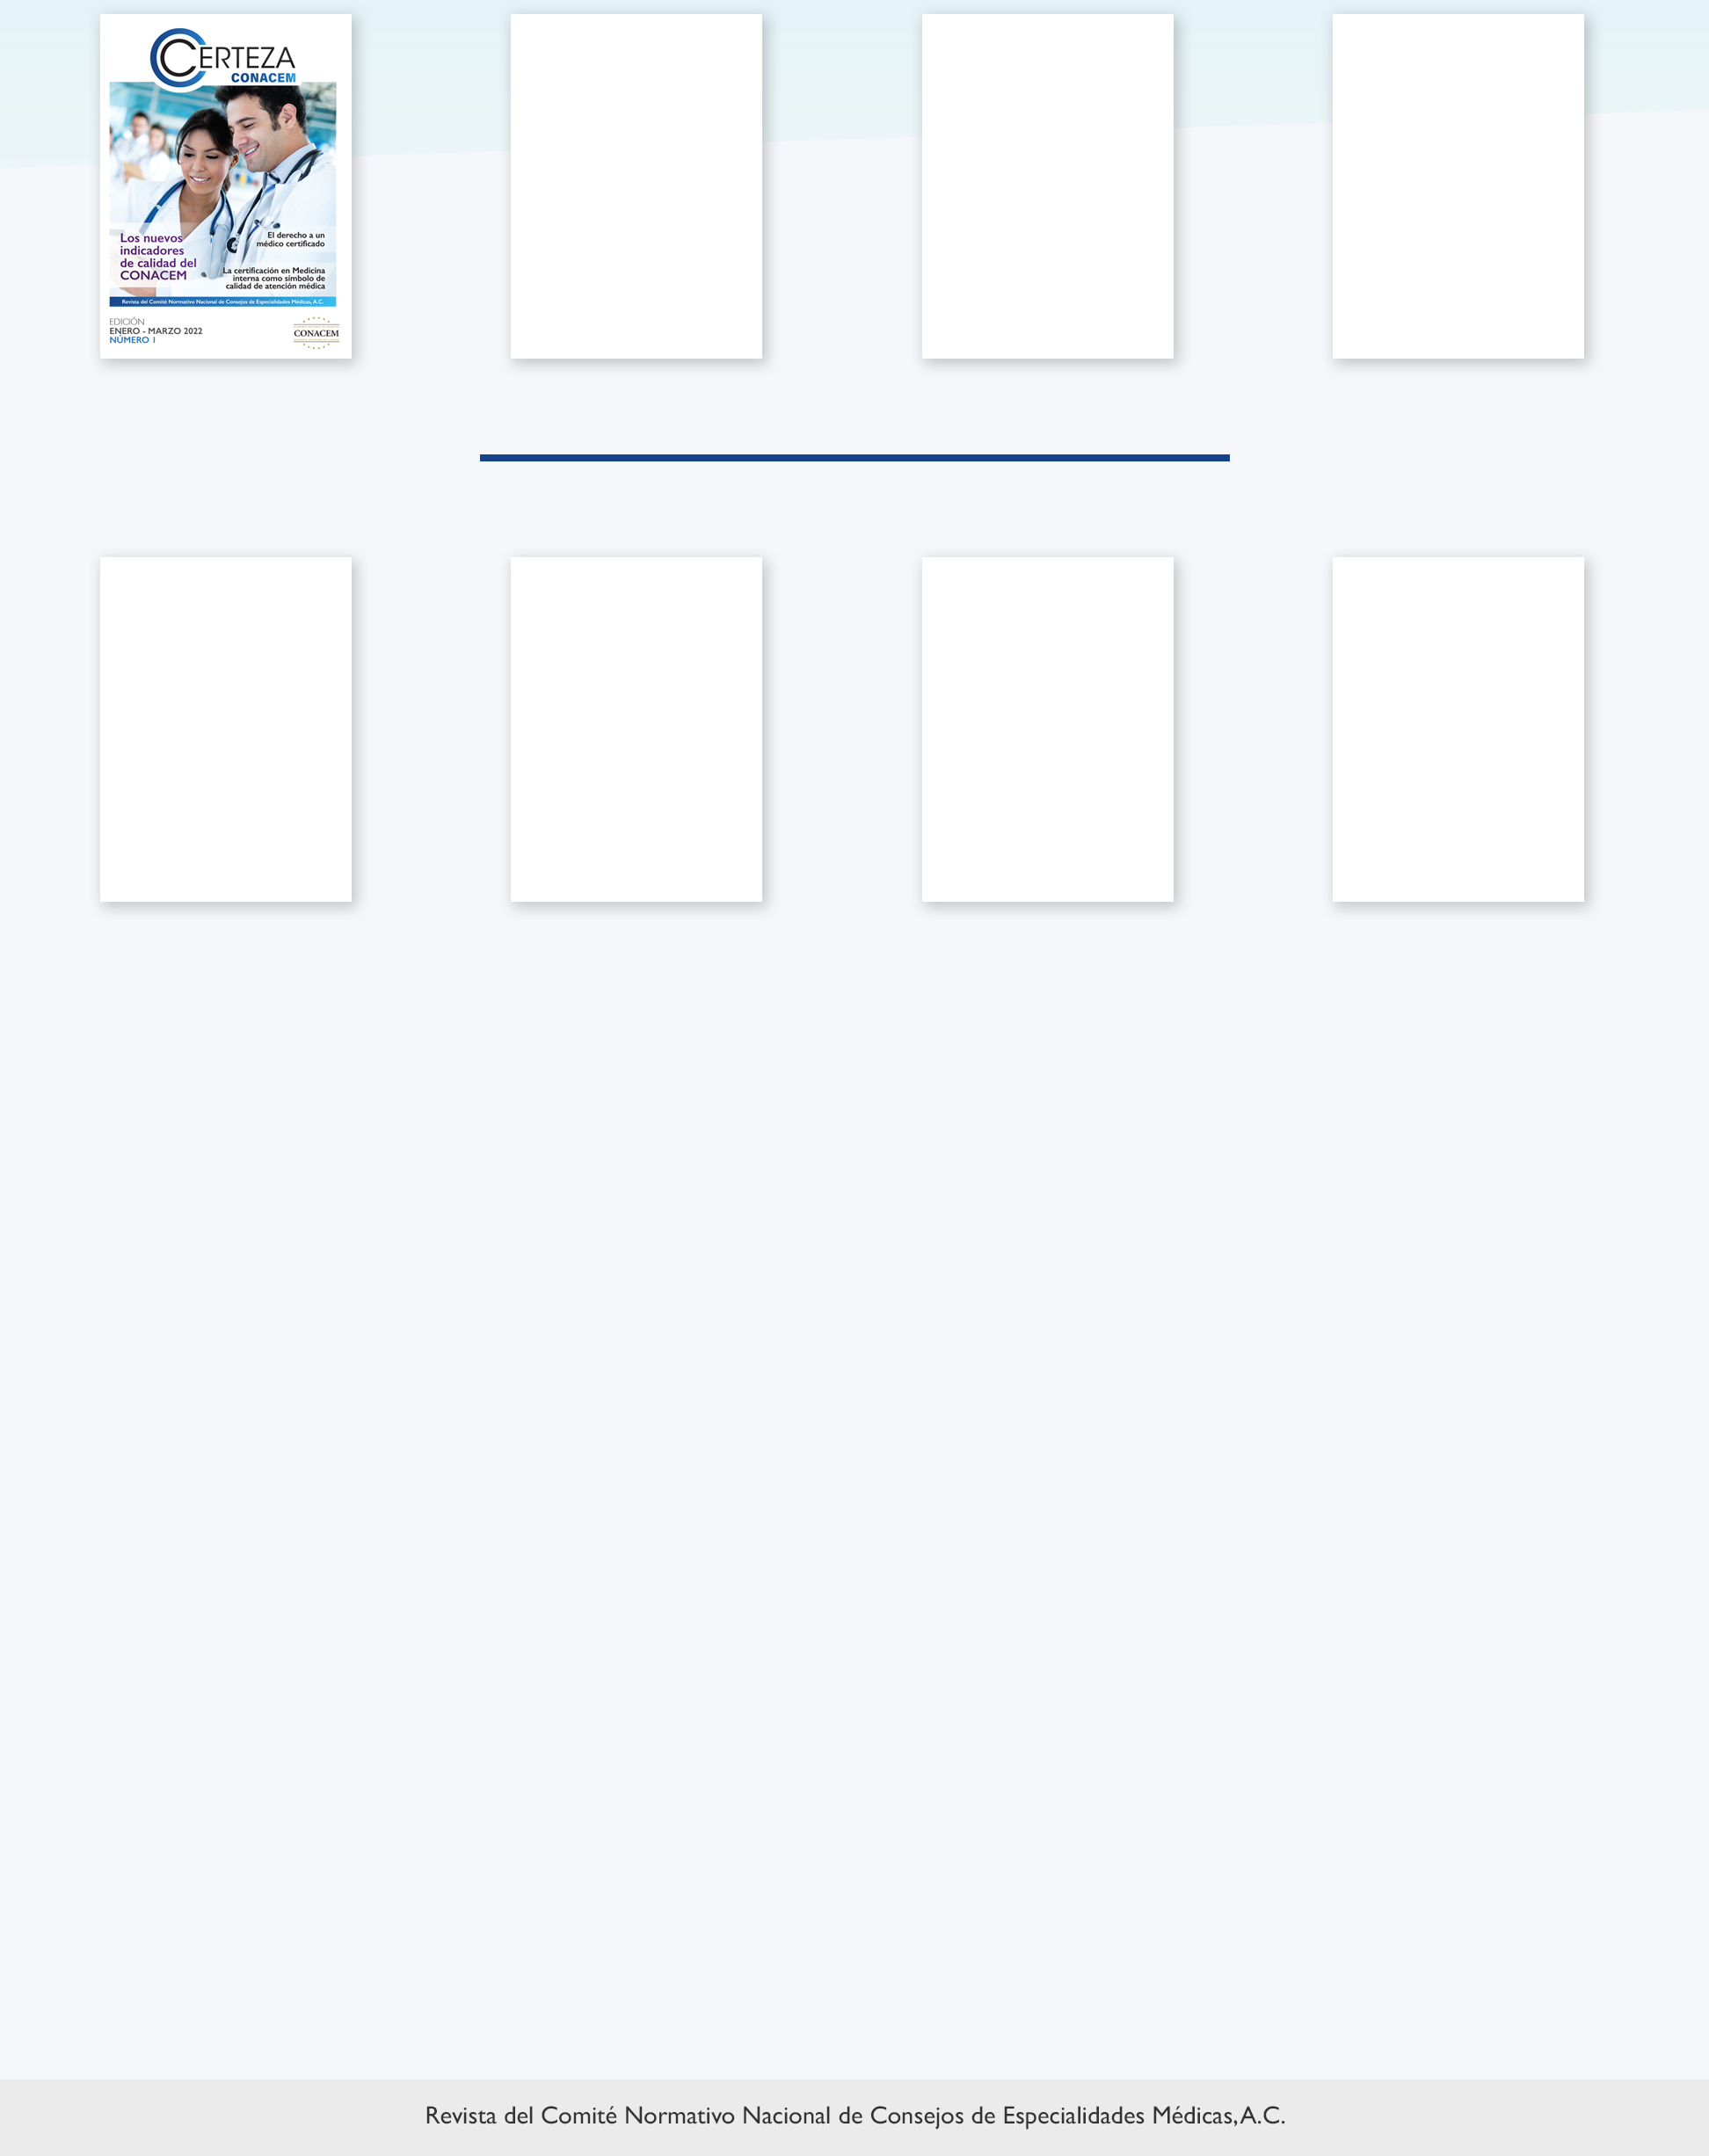 CERTEZA
CONACEM
Los nuevos
indicadores
de calidad del
CONACEM
El derecho a un
médico certificado
La certificación en Medicina
interna como símbolo de
calidad de atención médica
Revista del Comité Normativo Nacional de Consejos de Especialidades Médicas, A.C.
EDICIÓN
ENERO - MARZO 2022
NÚMERO 1
CONACEM
Revista del Comité Normativo Nacional de Consejos de Especialidades Médicas, A.C.